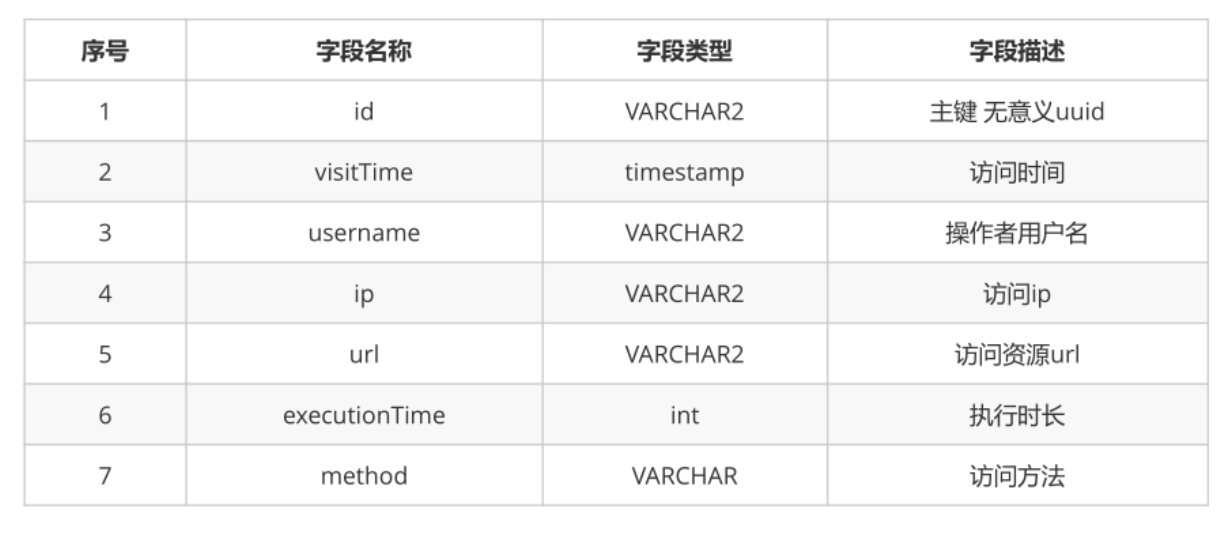 序号 字段名称 字段类型 字段描述
1 id VARCHAR2 主键 无意义uuid
2 visitTime timestamp 访问时间
3 username VARCHAR2 操作者用户名
4 ip VARCHAR2 访问ip
5 url VARCHAR2 访问资源url
6 executionTime int 执行时长
7 method VARCHAR 访问方法